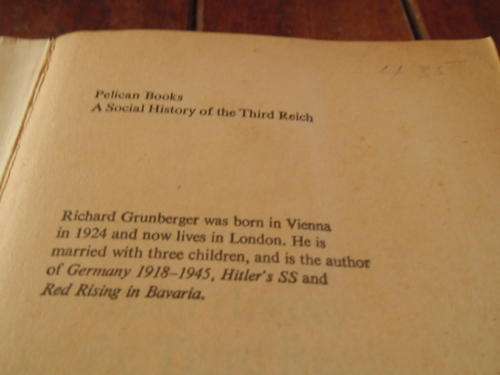 Pelican Books
A Social History of the Third Reich
Richard Grunberger was born in Vienna
in 1924 and now lives in London. He is
married with three children, and is the author
of Germany 1918–1945, Hitler's SS and
Red Rising in Bavaria.